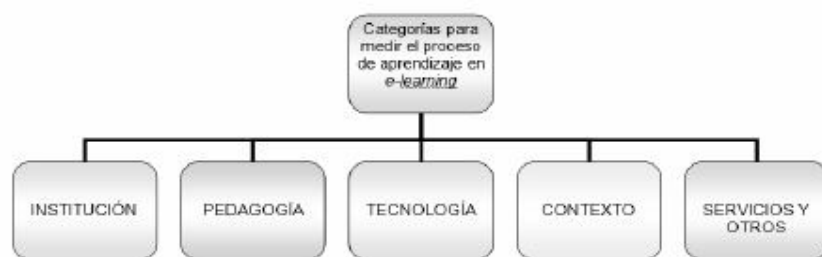 Categorías para
medir el proceso
de aprendizaje en
e-learning
INSTITUCIÓN
PEDAGOGÍA
TECNOLOGÍA
CONTEXTO
SERVICIOS Y
OTROS